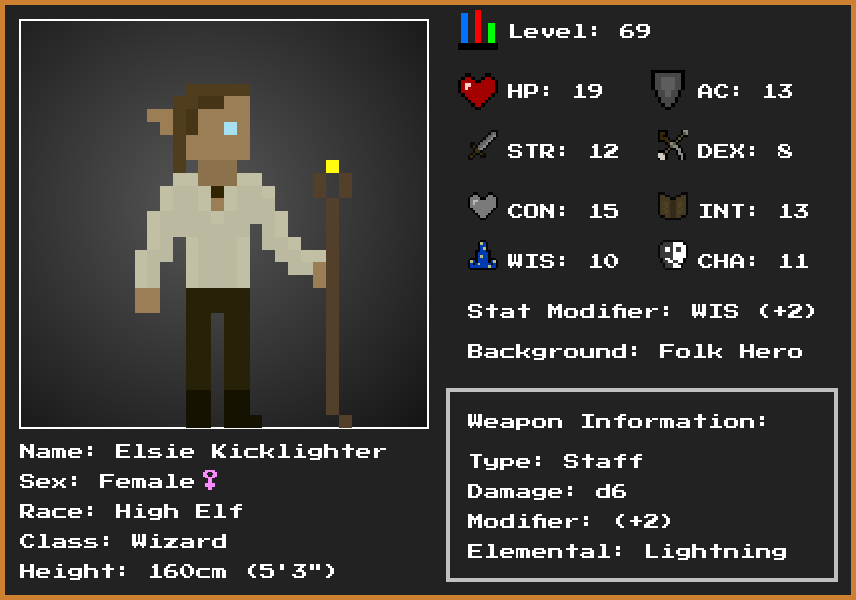 Level: 69
HP: 19 AC: 13
STR: 12 DEX: 8
CON: 15 INT: 13
WIS: 10 CHA: 11
Stat Modifier: WIS (+2)
Background: Folk Hero
Weapon Information:
Type: Staff
Damage: d6
Modifier: (+2)
Elemental: Lightning
Name: Elsie Kicklighter
Sex: Female♀
Race: High Elf
Class: Wizard
Height: 160cm (5'3")